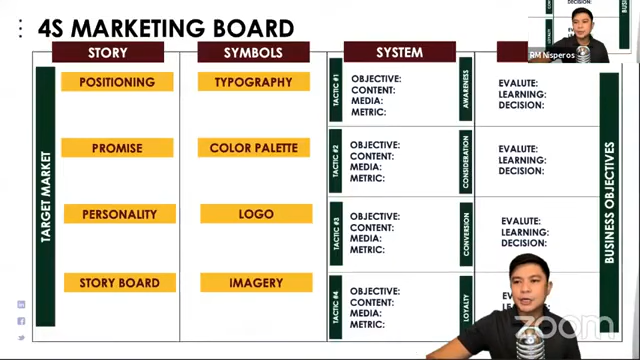 4S MARKETING BOARD
STORY
SYMBOLS
SYSTEM
TARGET MARKET
POSITIONING
PROMISE
PERSONALITY
STORY BOARD
TYPOGRAPHY
COLOR PALETTE
LOGO
IMAGERY
TACTIC #1
OBJECTIVE:
CONTENT:
MEDIA:
METRIC:
AWARENESS
EVALUATE:
LEARNING:
DECISION:
TACTIC #2
OBJECTIVE:
CONTENT:
MEDIA:
METRIC:
CONSIDERATION
EVALUATE:
LEARNING:
DECISION:
TACTIC #3
OBJECTIVE:
CONTENT:
MEDIA:
METRIC:
CONVERSION
EVALUATE:
LEARNING:
DECISION:
TACTIC #4
OBJECTIVE:
CONTENT:
MEDIA:
METRIC:
LOYALTY
BUSINESS OBJECTIVES
DECISION:
RM Nisperos
zoom